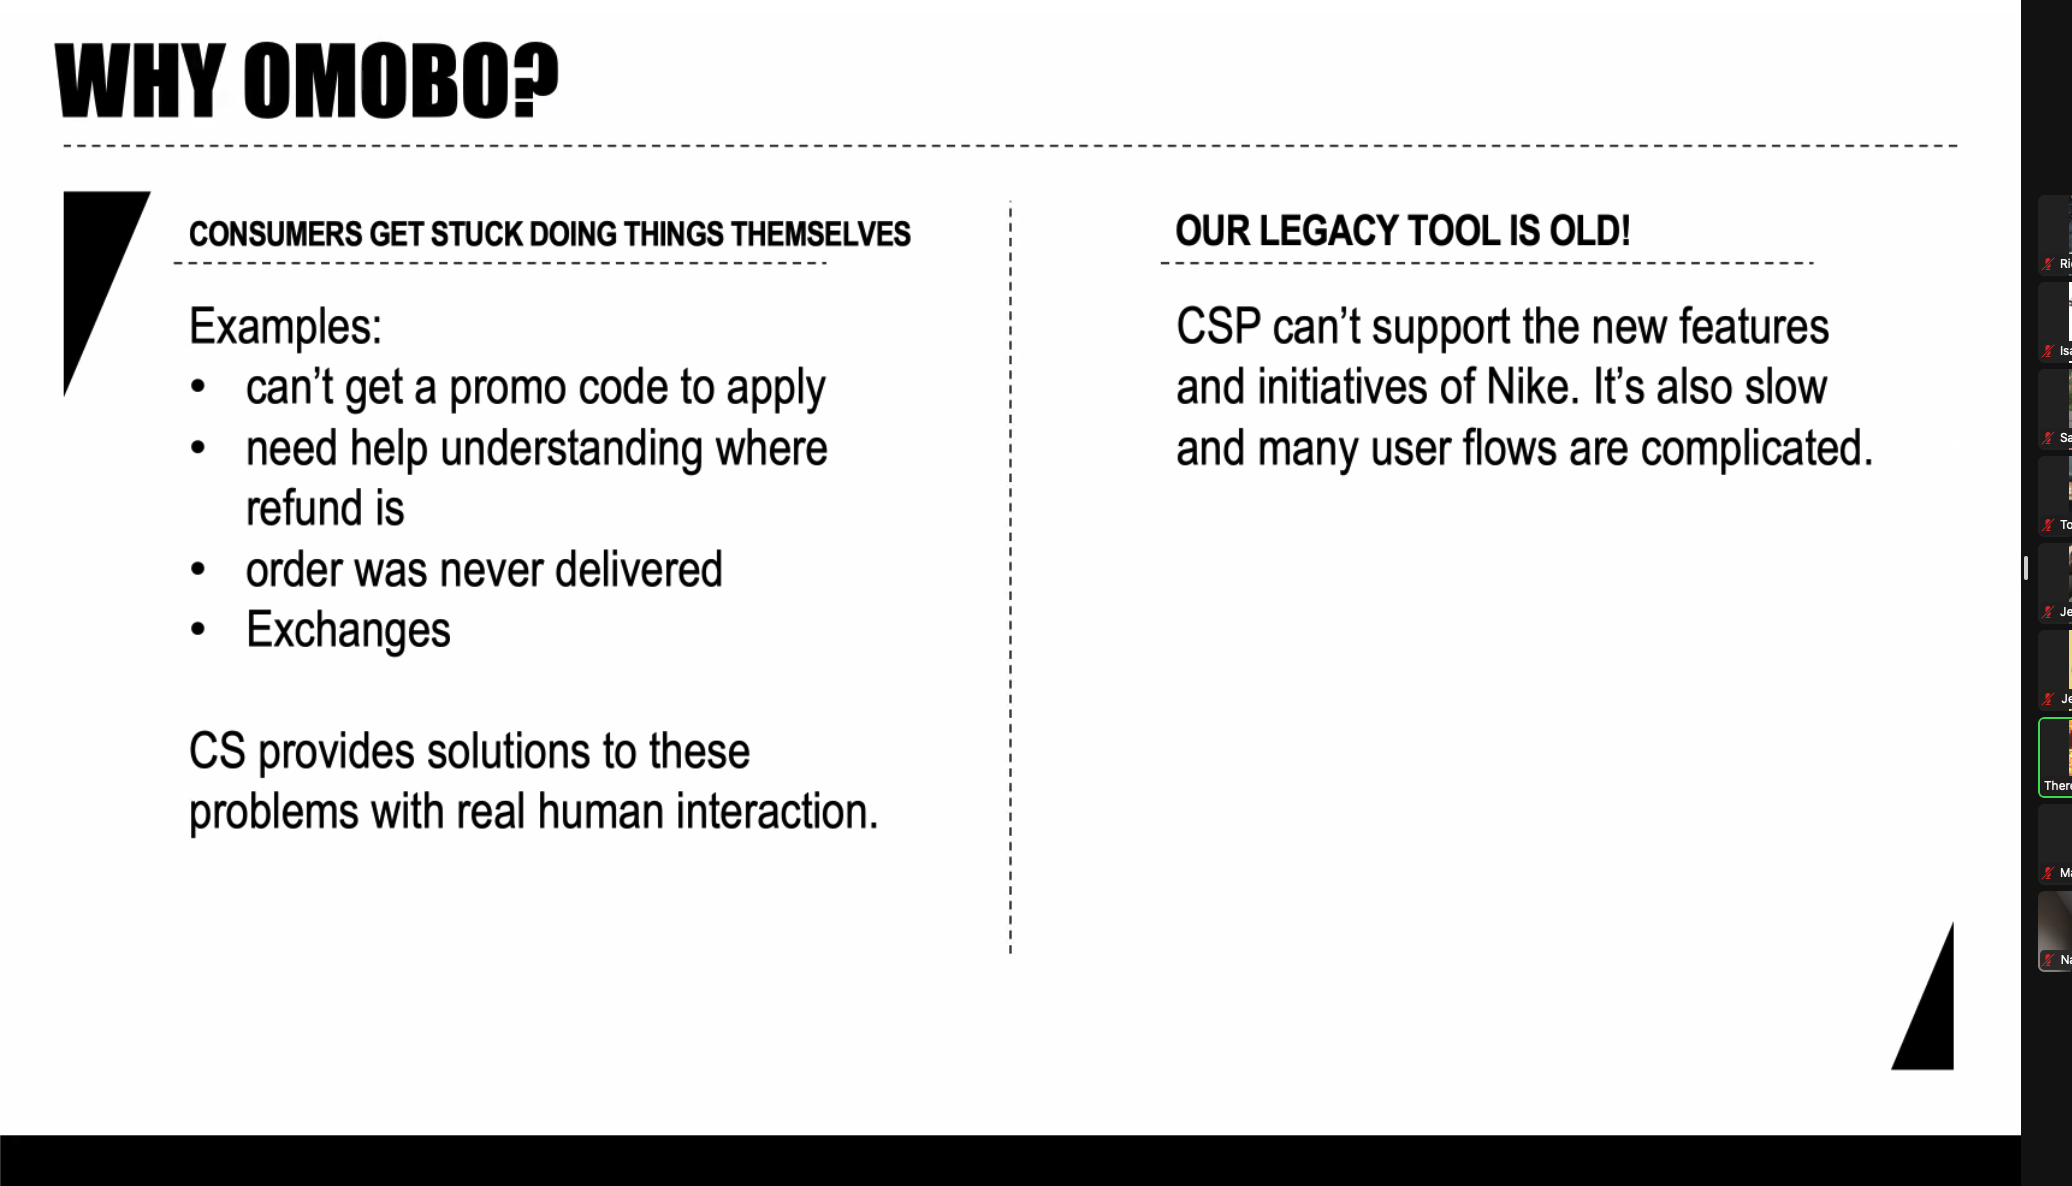 WHY OMOBO?
CONSUMERS GET STUCK DOING THINGS THEMSELVES
Examples:
• can't get a promo code to apply
• need help understanding where
refund is
• order was never delivered
• Exchanges
CS provides solutions to these
problems with real human interaction.
OUR LEGACY TOOL IS OLD!
CSP can't support the new features
and initiatives of Nike. It's also slow
and many user flows are complicated.
Isa
Sa
To
Je
Je
There
Ma
Na